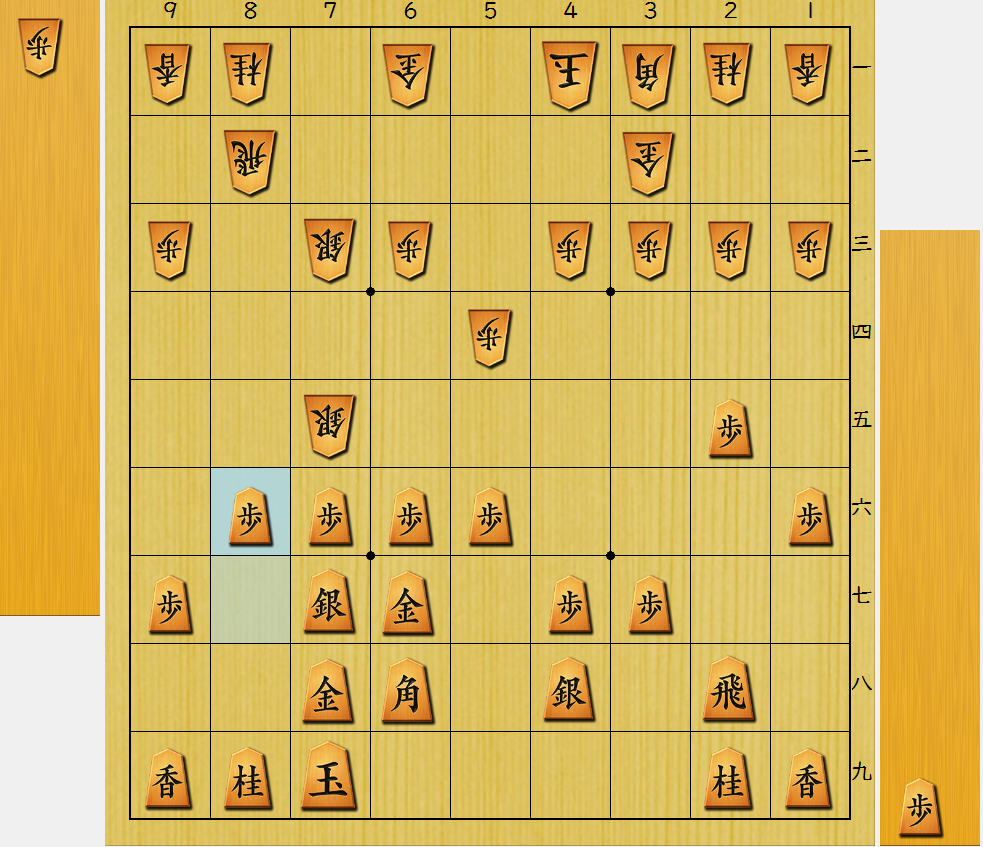 9 8 7 6 5 4 3 2 1
歩
香 桂 金 王 角 桂 香 一
飛 金 二
歩 銀 歩 歩 歩 歩 歩 三
歩 四
銀 歩 五
歩 歩 歩 歩 歩 六
歩 銀 金 歩 歩 七
金 角 銀 飛 八
香 桂 玉 桂 香 九
歩